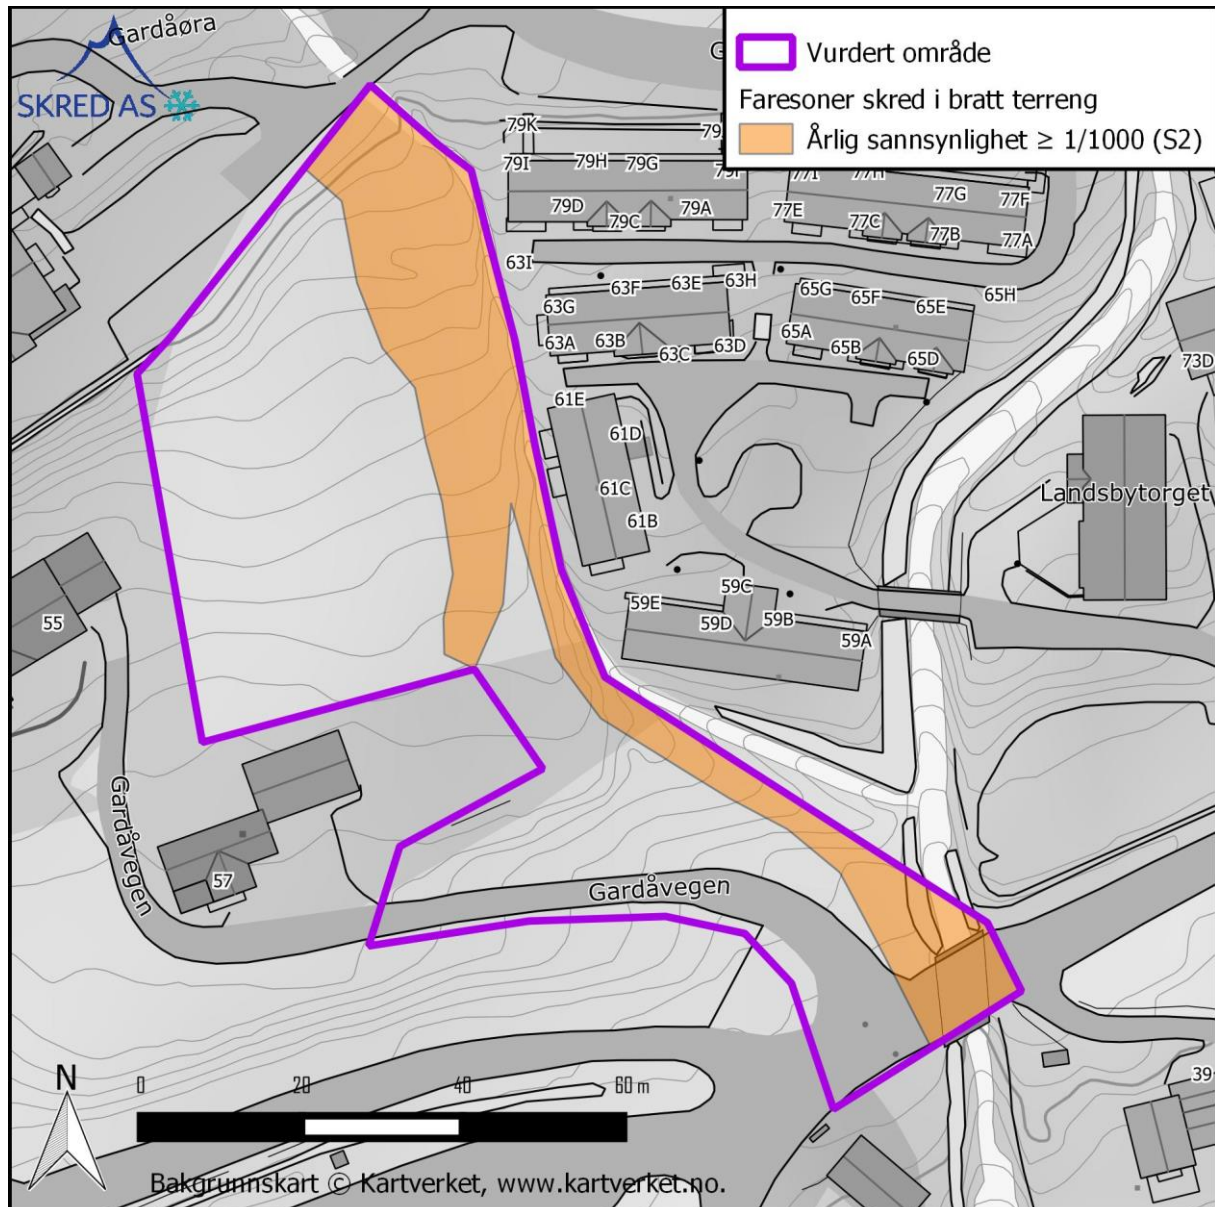 Gardåøra
SKRED AS
Vurdert område
Faresoner skred i bratt terreng
Årlig sannsynlighet ≥ 1/1000 (S2)
G
79K
79I
79H
79G
79D
79C
79A
77H
77G
77F
77E
77C
77B
77A
63I
63H
63G
63F
63E
63A
63B
63C
63D
65H
65G
65F
65E
65A
65B
65D
73D
61E
61D
61C
61B
Landsbytorget
59E
59C
59D
59B
59A
55
57
Gardåvegen
Gardåvegen
39
N
0 20 40 60 m
Bakgrunnskart © Kartverket, www.kartverket.no.